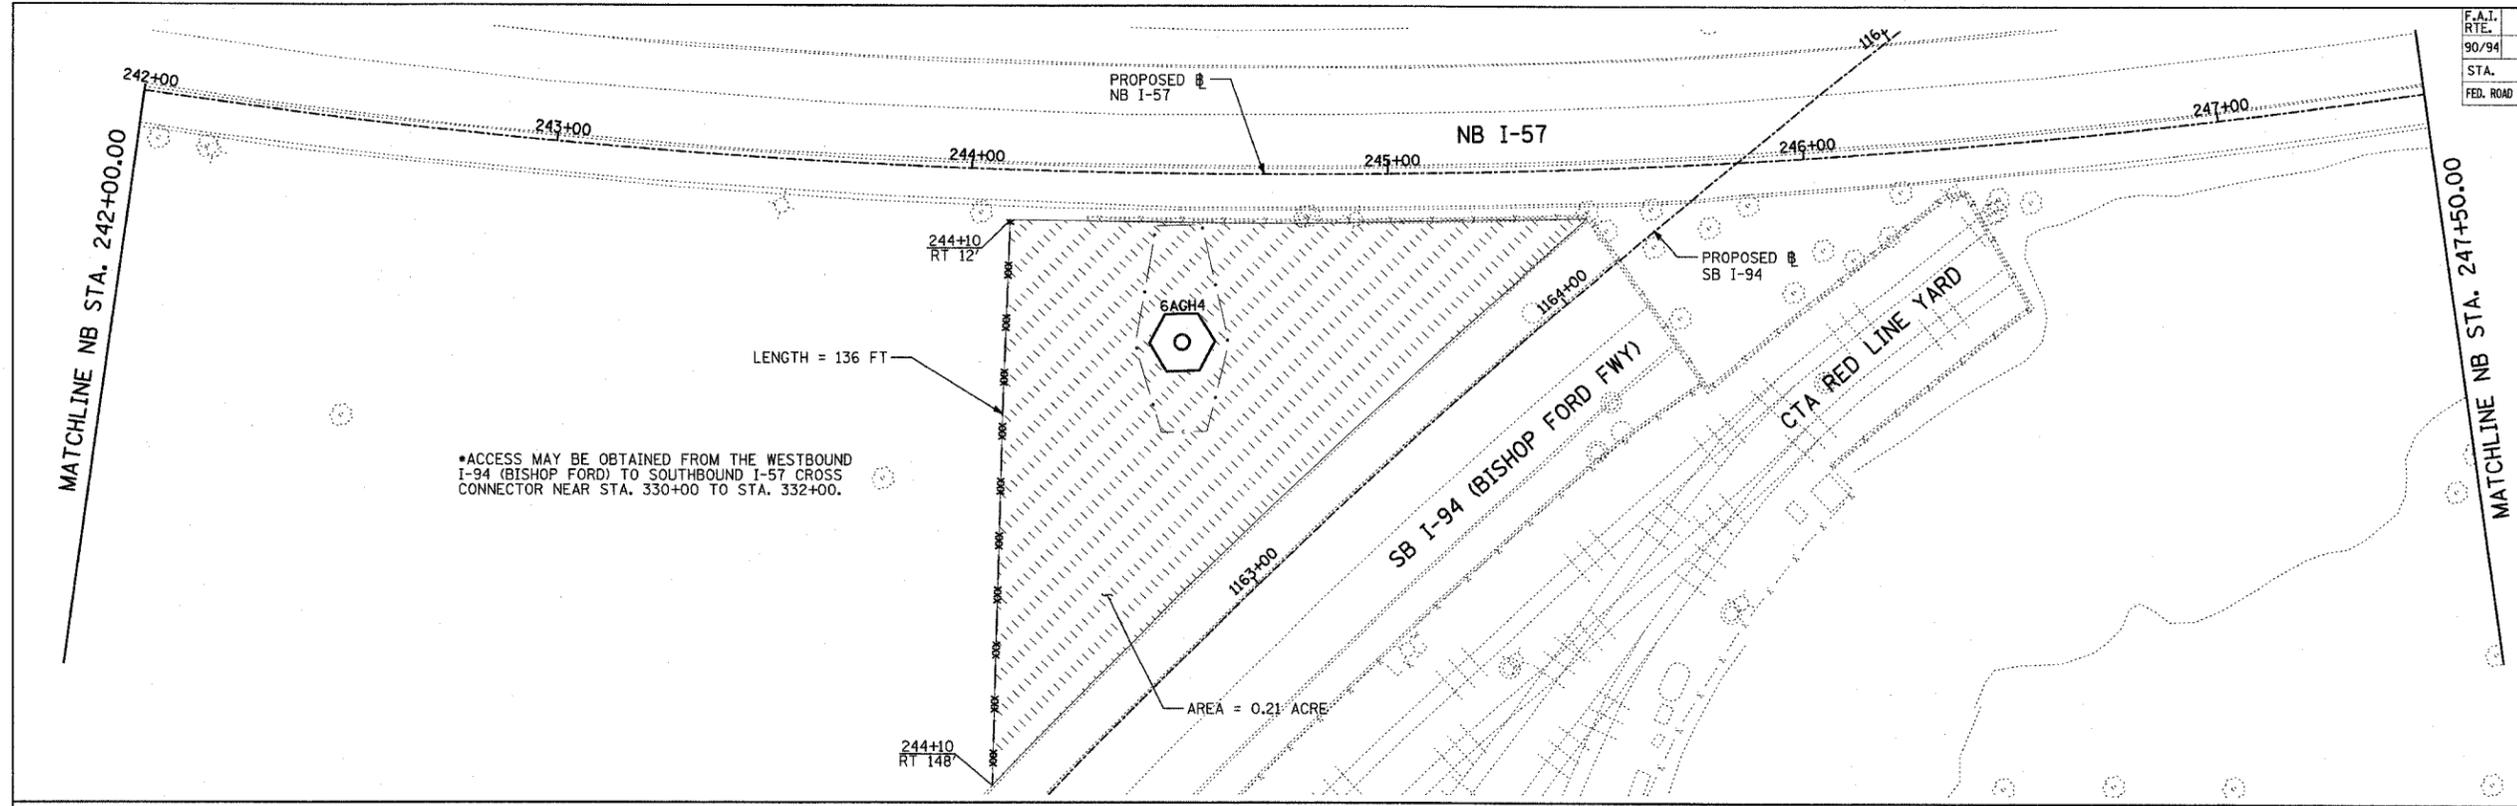 F.A.I.
RTE.
90/94
STA.
FED. ROAD
242+00
243+00
244+00
245+00
246+00
247+00
116
PROPOSED ⅊
NB I-57
NB I-57
MATCHLINE NB STA. 242+00.00
MATCHLINE NB STA. 247+50.00
244+10
RT 12'
PROPOSED ⅊
SB I-94
6AGH4
1164+00
LENGTH = 136 FT
CTA RED LINE YARD
SB I-94 (BISHOP FORD FWY)
*ACCESS MAY BE OBTAINED FROM THE WESTBOUND
I-94 (BISHOP FORD) TO SOUTHBOUND I-57 CROSS
CONNECTOR NEAR STA. 330+00 TO STA. 332+00.
1163+00
AREA = 0.21 ACRE
244+10
RT 148'